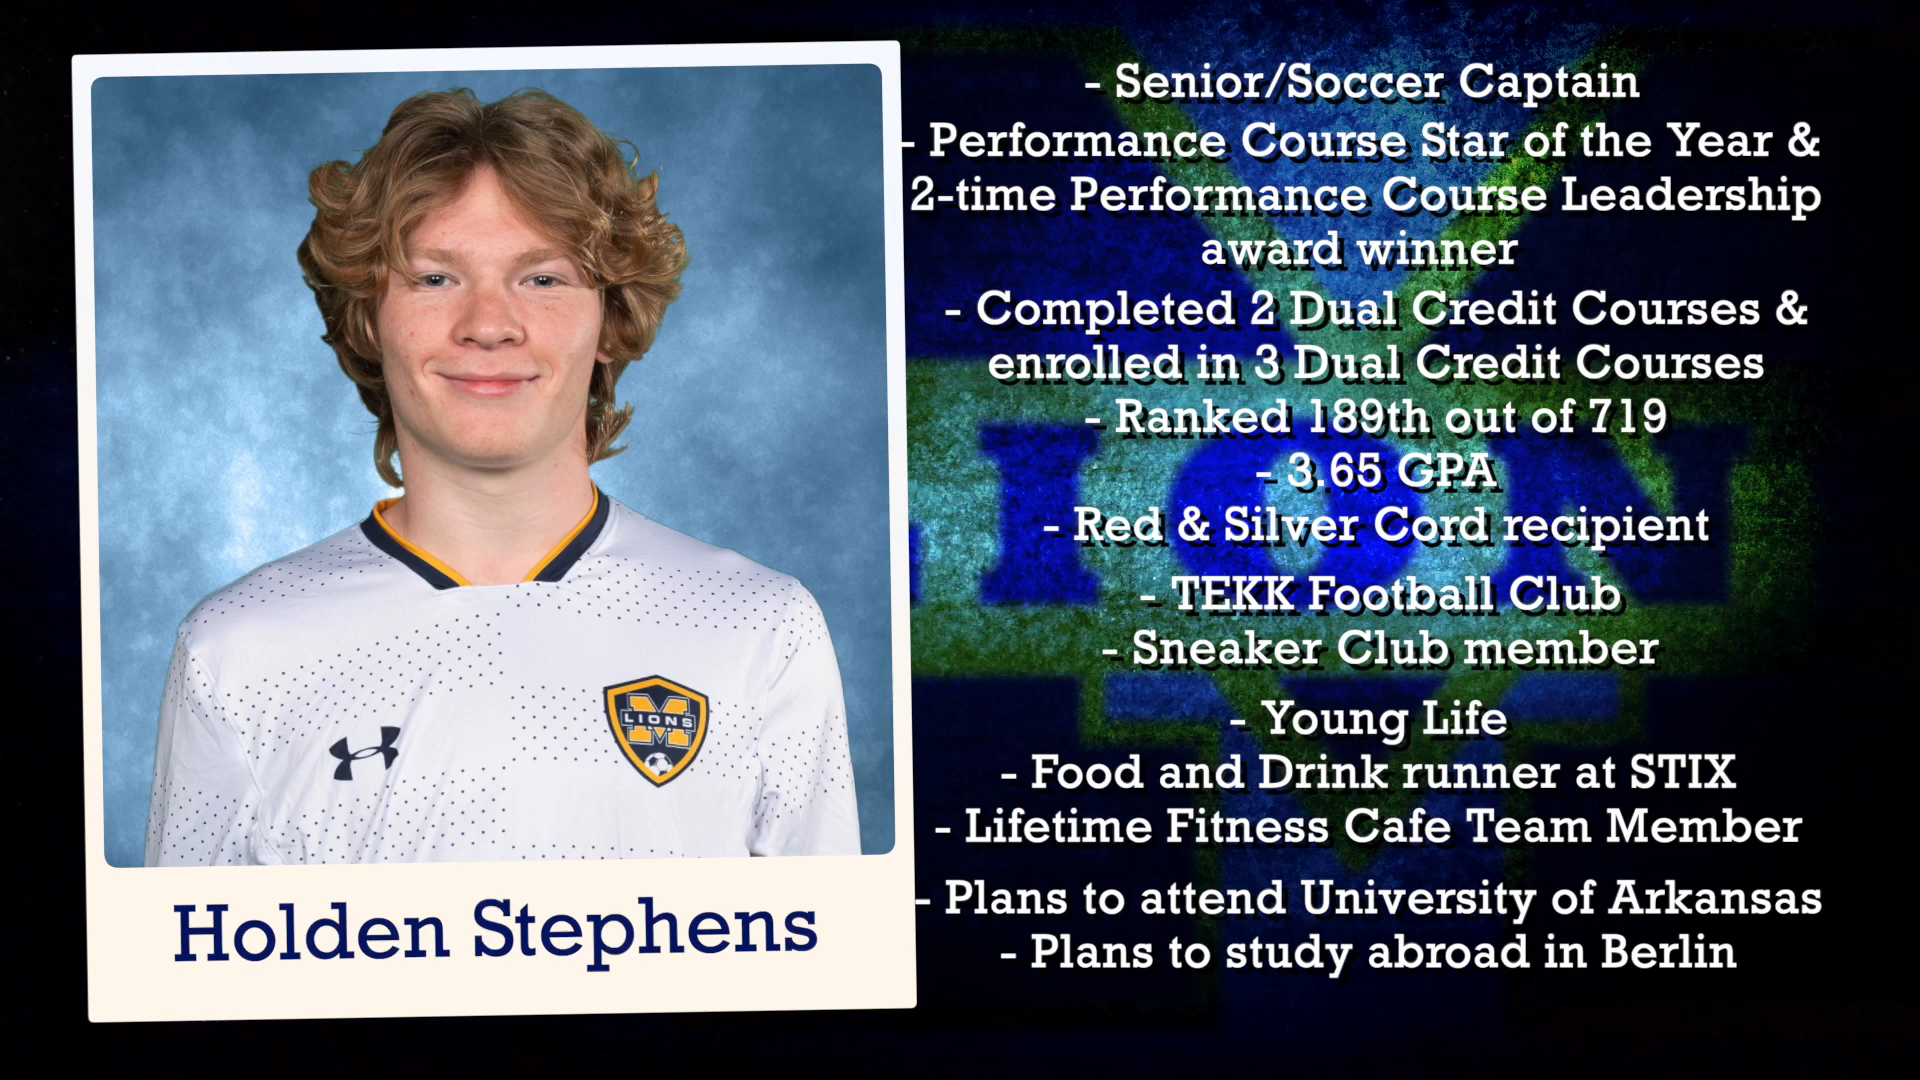 - Senior/Soccer Captain
- Performance Course Star of the Year &
2-time Performance Course Leadership
award winner
- Completed 2 Dual Credit Courses &
enrolled in 3 Dual Credit Courses
- Ranked 189th out of 719
- 3.65 GPA
- Red & Silver Cord recipient
- TEKK Football Club
- Sneaker Club member
- Young Life
- Food and Drink runner at STIX
- Lifetime Fitness Cafe Team Member
- Plans to attend University of Arkansas
- Plans to study abroad in Berlin
M
LIONS
Holden Stephens
LION
M